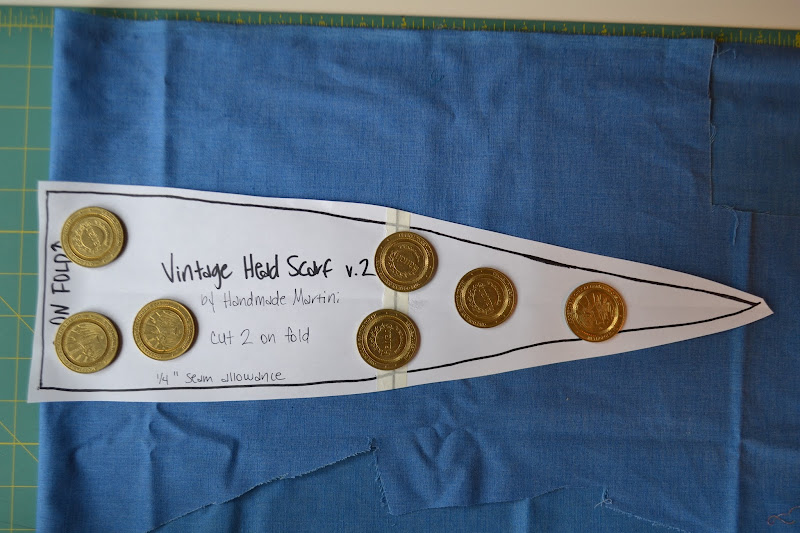 ON FOLD
Vintage Head Scarf v.2
by Handmade Martini
cut 2 on fold
1/4" seam allowance